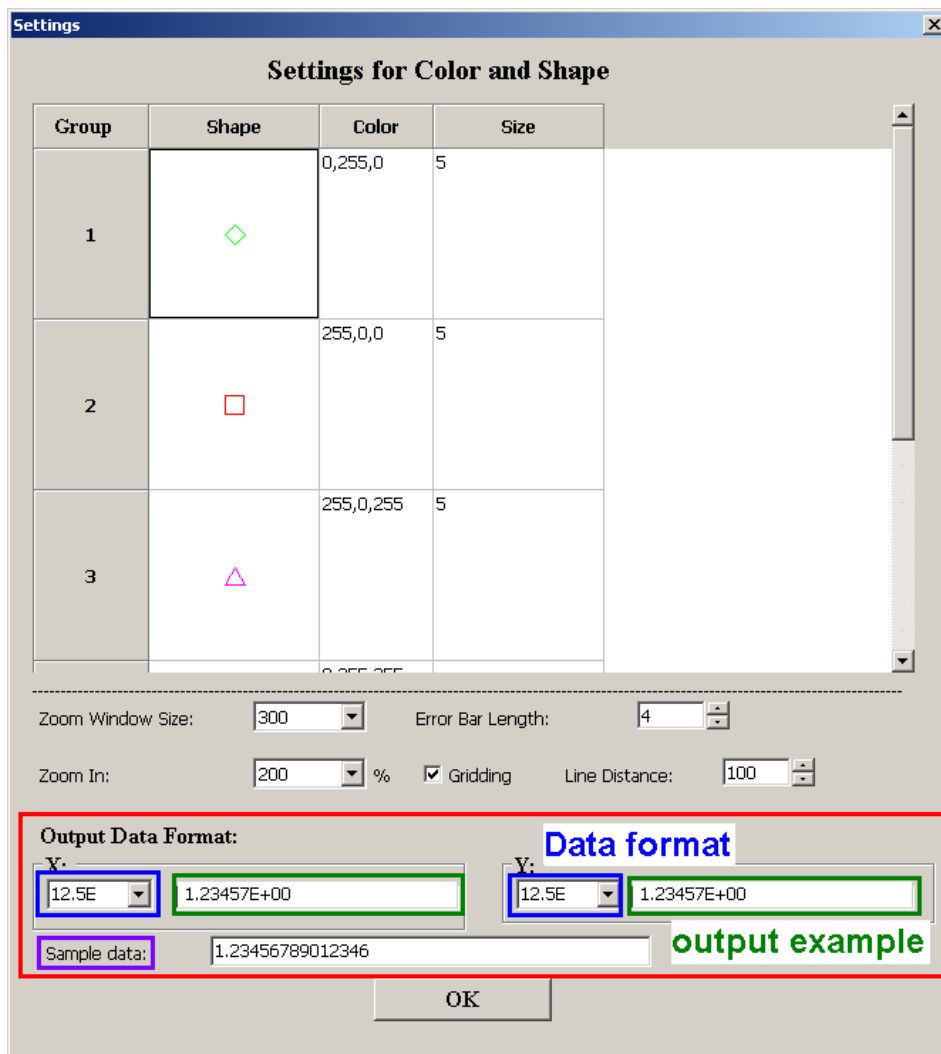 Settings
Settings for Color and Shape
Group Shape Color Size
1 0,255,0 5
2 255,0,0 5
3 255,0,255 5
0,255,255
Zoom Window Size: 300 Error Bar Length: 4
Zoom In: 200 % Gridding Line Distance: 100
Output Data Format: Data format
X: Y:
12.5E 1.23457E+00 12.5E 1.23457E+00
output example
Sample data: 1.23456789012346
OK